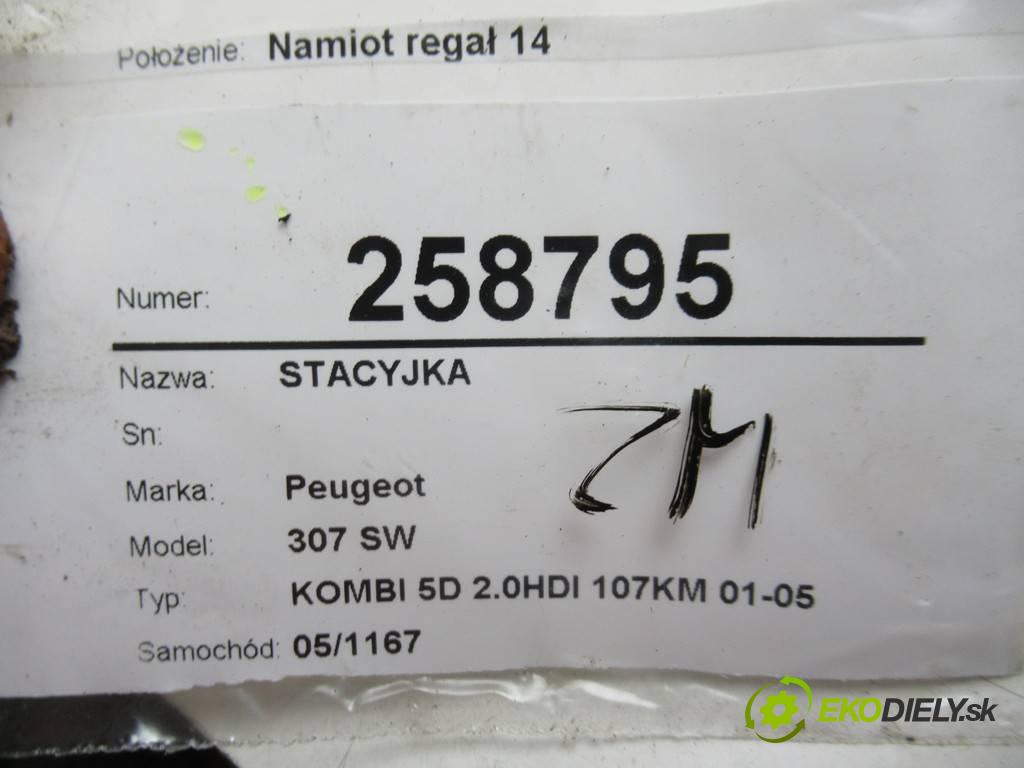 Położenie: Namiot regał 14
Numer: 258795
Nazwa: STACYJKA
Sn:
Marka: Peugeot
Model: 307 SW
Typ: KOMBI 5D 2.0HDI 107KM 01-05
Samochód: 05/1167
EKODIELY.sk